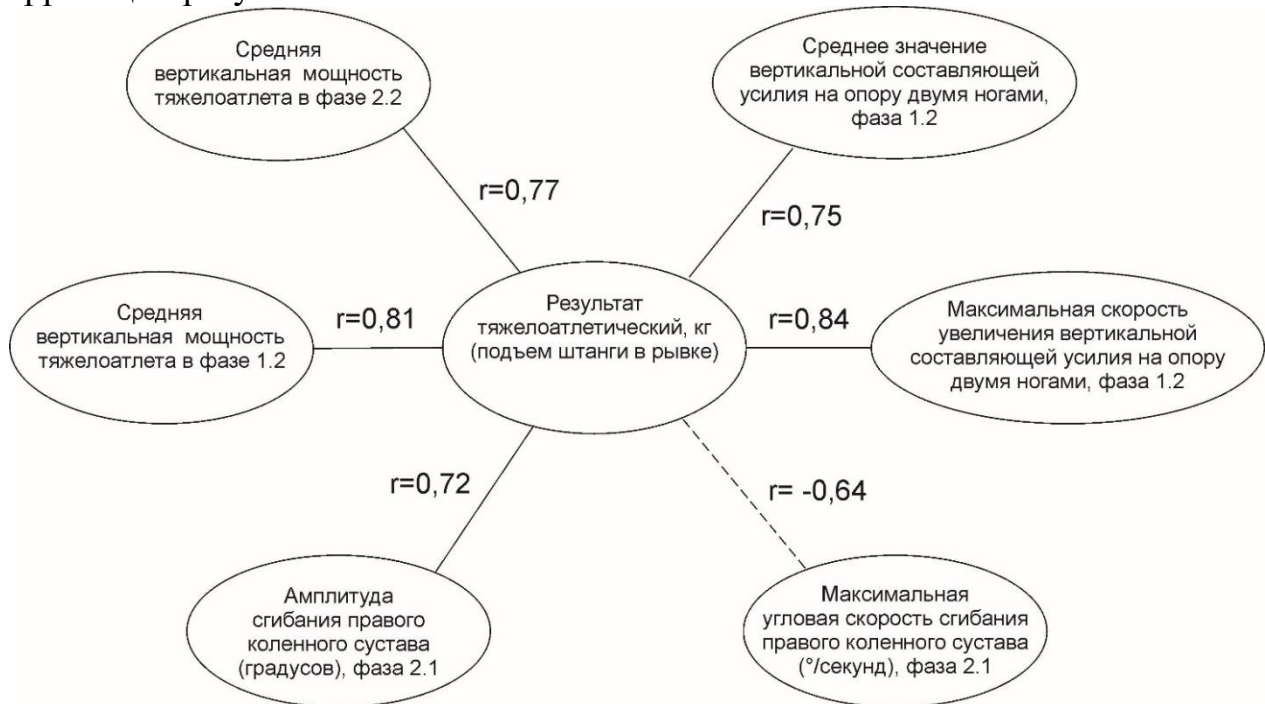 Средняя
вертикальная мощность
тяжелоатлета в фазе 2.2
Среднее значение
вертикальной составляющей
усилия на опору двумя ногами,
фаза 1.2
r=0,77
r=0,75
Средняя
вертикальная мощность
тяжелоатлета в фазе 1.2
r=0,81
Результат
тяжелоатлетический, кг
(подъем штанги в рывке)
r=0,84
Максимальная скорость
увеличения вертикальной
составляющей усилия на опору
двумя ногами, фаза 1.2
r=0,72
r= -0,64
Амплитуда
сгибания правого
коленного сустава
(градусов), фаза 2.1
Максимальная
угловая скорость сгибания
правого коленного сустава
(°/секунд), фаза 2.1